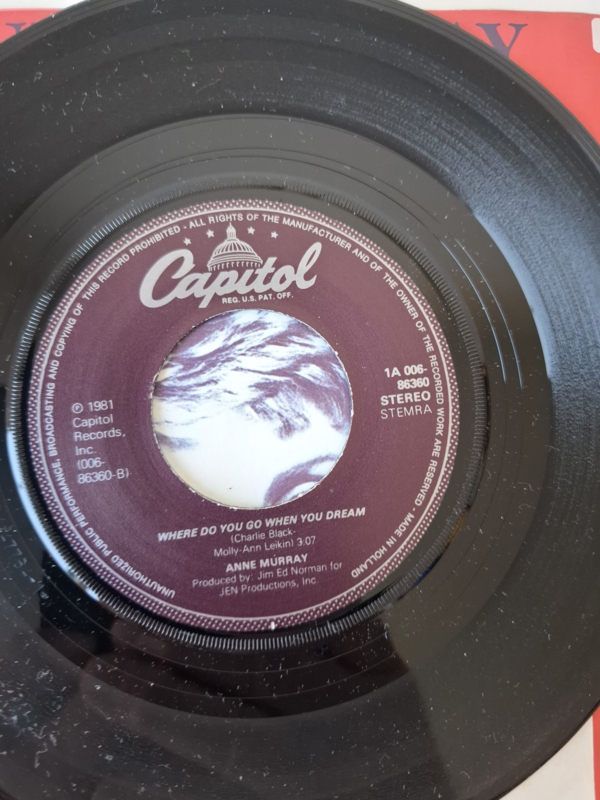 UNAUTHORIZED PUBLIC PERFORMANCE, BROADCASTING AND COPYING OF THIS RECORD PROHIBITED - ALL RIGHTS OF THE MANUFACTURER AND OF THE OWNER OF THE RECORDED WORK ARE RESERVED - MADE IN HOLLAND
Capitol
REG. U.S. PAT. OFF.
1A 006-
86360
STEREO
STEMRA
℗ 1981
Capitol
Records,
Inc.
(006-
86360-B)
WHERE DO YOU GO WHEN YOU DREAM
(Charlie Black-
Molly-Ann Leikin) 3:07
ANNE MURRAY
Produced by: Jim Ed Norman for
JEN Productions, Inc.